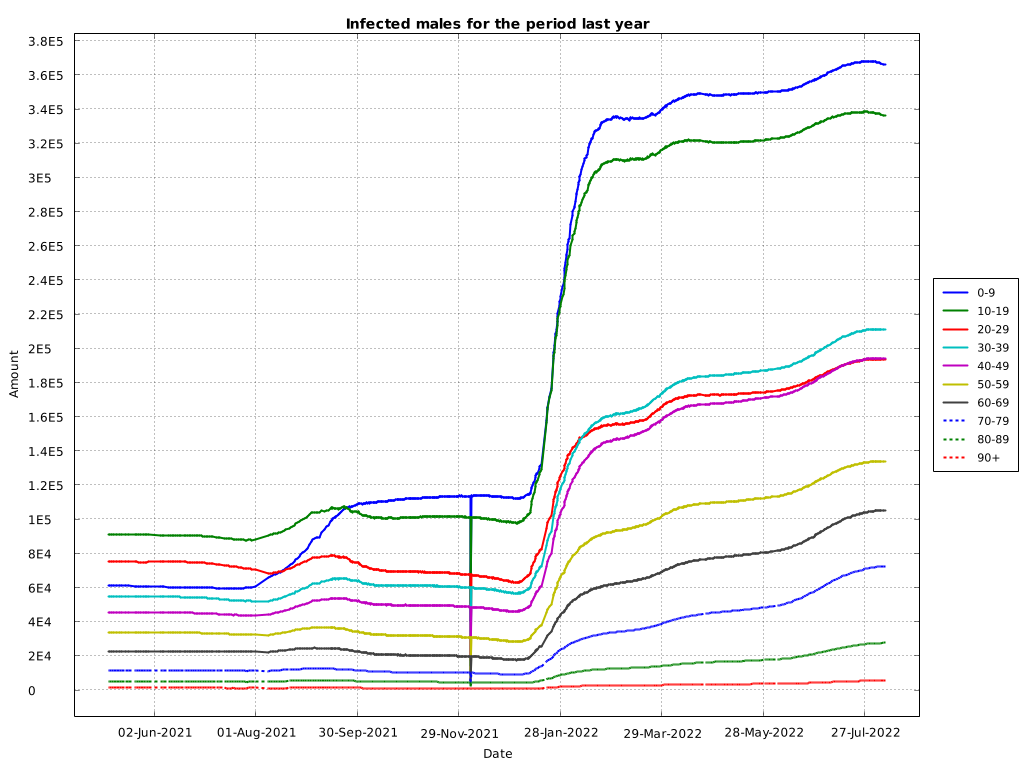 Infected males for the period last year
3.8E5
3.6E5
3.4E5
3.2E5
3E5
2.8E5
2.6E5
2.4E5
2.2E5
2E5
1.8E5
1.6E5
1.4E5
1.2E5
1E5
8E4
6E4
4E4
2E4
0
Amount
02-Jun-2021 01-Aug-2021 30-Sep-2021 29-Nov-2021 28-Jan-2022 29-Mar-2022 28-May-2022 27-Jul-2022
Date
0-9
10-19
20-29
30-39
40-49
50-59
60-69
70-79
80-89
90+